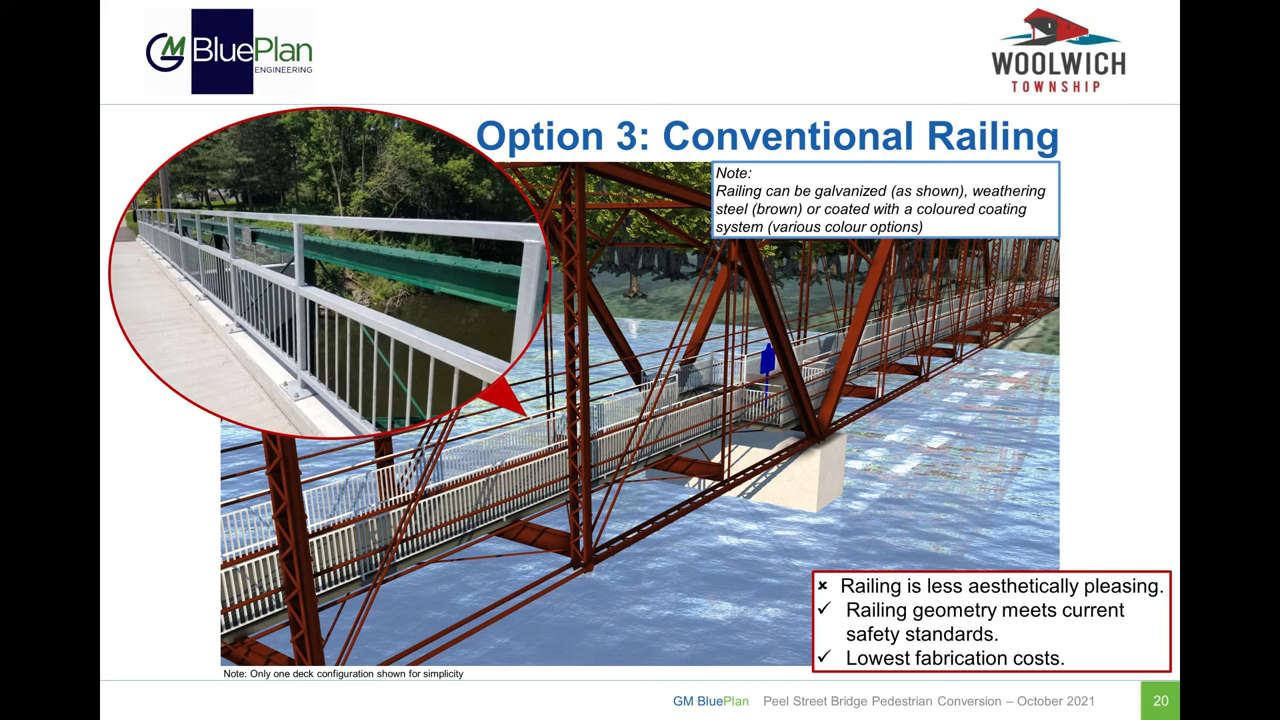 GM BluePlan
ENGINEERING
WOOLWICH
TOWNSHIP
Option 3: Conventional Railing
Note:
Railing can be galvanized (as shown), weathering
steel (brown) or coated with a coloured coating
system (various colour options)
× Railing is less aesthetically pleasing.
✓ Railing geometry meets current
safety standards.
✓ Lowest fabrication costs.
Note: Only one deck configuration shown for simplicity
GM BluePlan Peel Street Bridge Pedestrian Conversion – October 2021 20